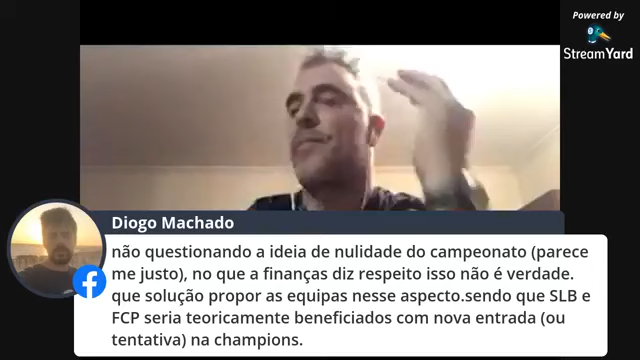 Powered by
StreamYard
Diogo Machado
não questionando a ideia de nulidade do campeonato (parece
me justo), no que a finanças diz respeito isso não é verdade.
que solução propor as equipas nesse aspecto.sendo que SLB e
FCP seria teoricamente beneficiados com nova entrada (ou
tentativa) na champions.